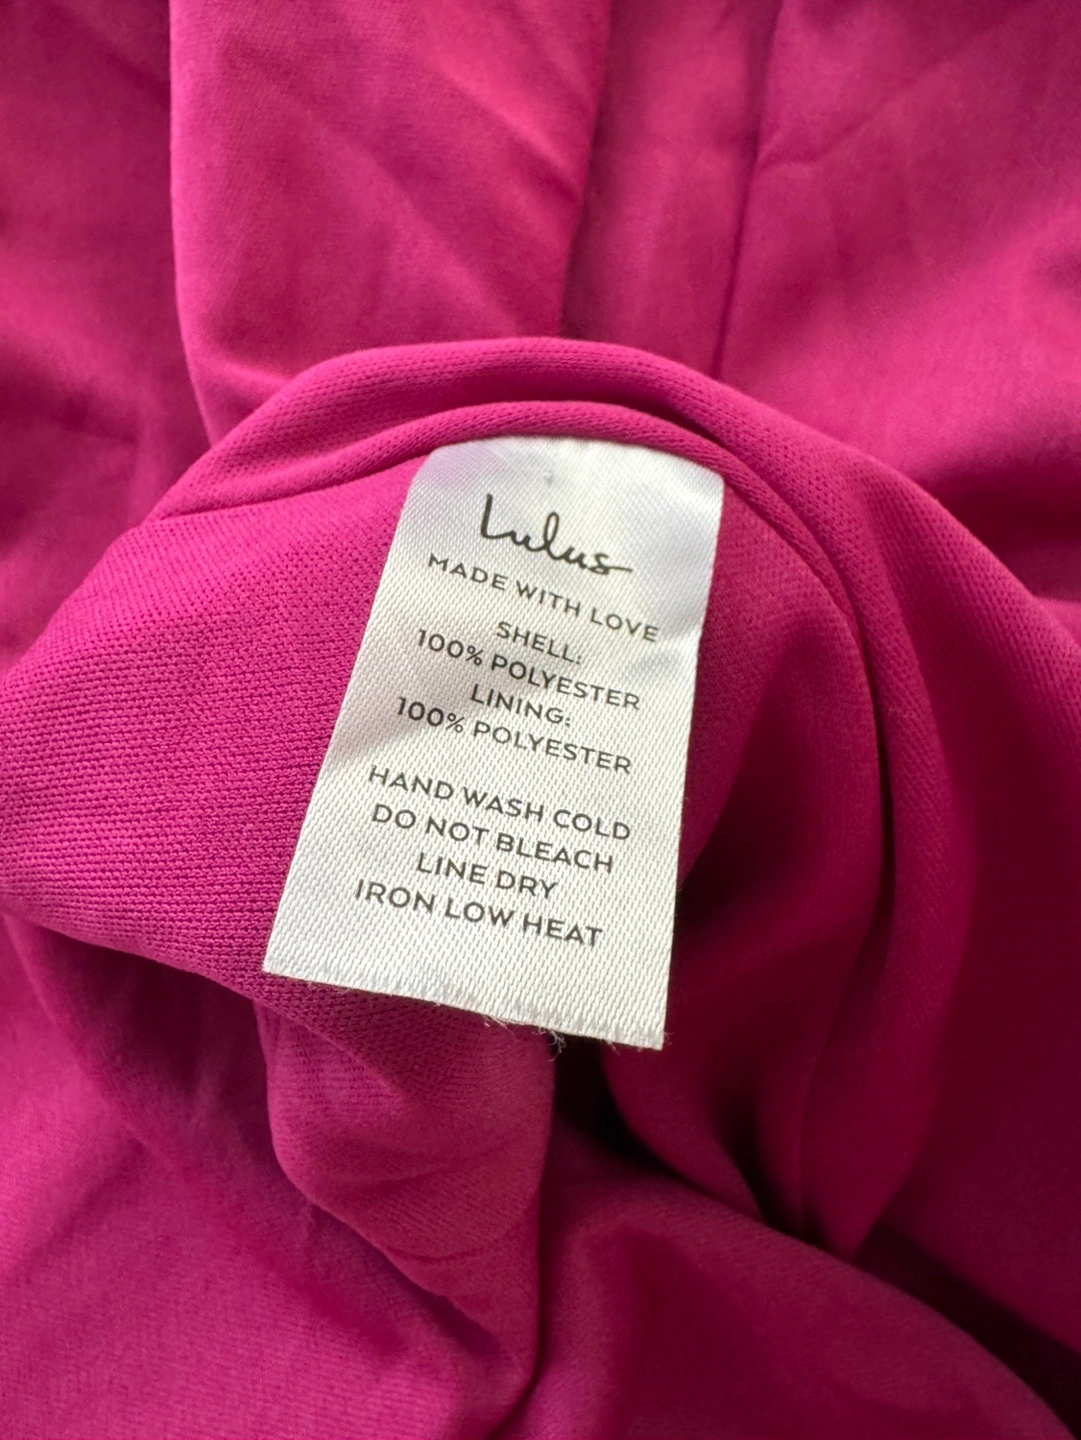 Lulus
MADE WITH LOVE
SHELL:
100% POLYESTER
LINING:
100% POLYESTER
HAND WASH COLD
DO NOT BLEACH
LINE DRY
IRON LOW HEAT